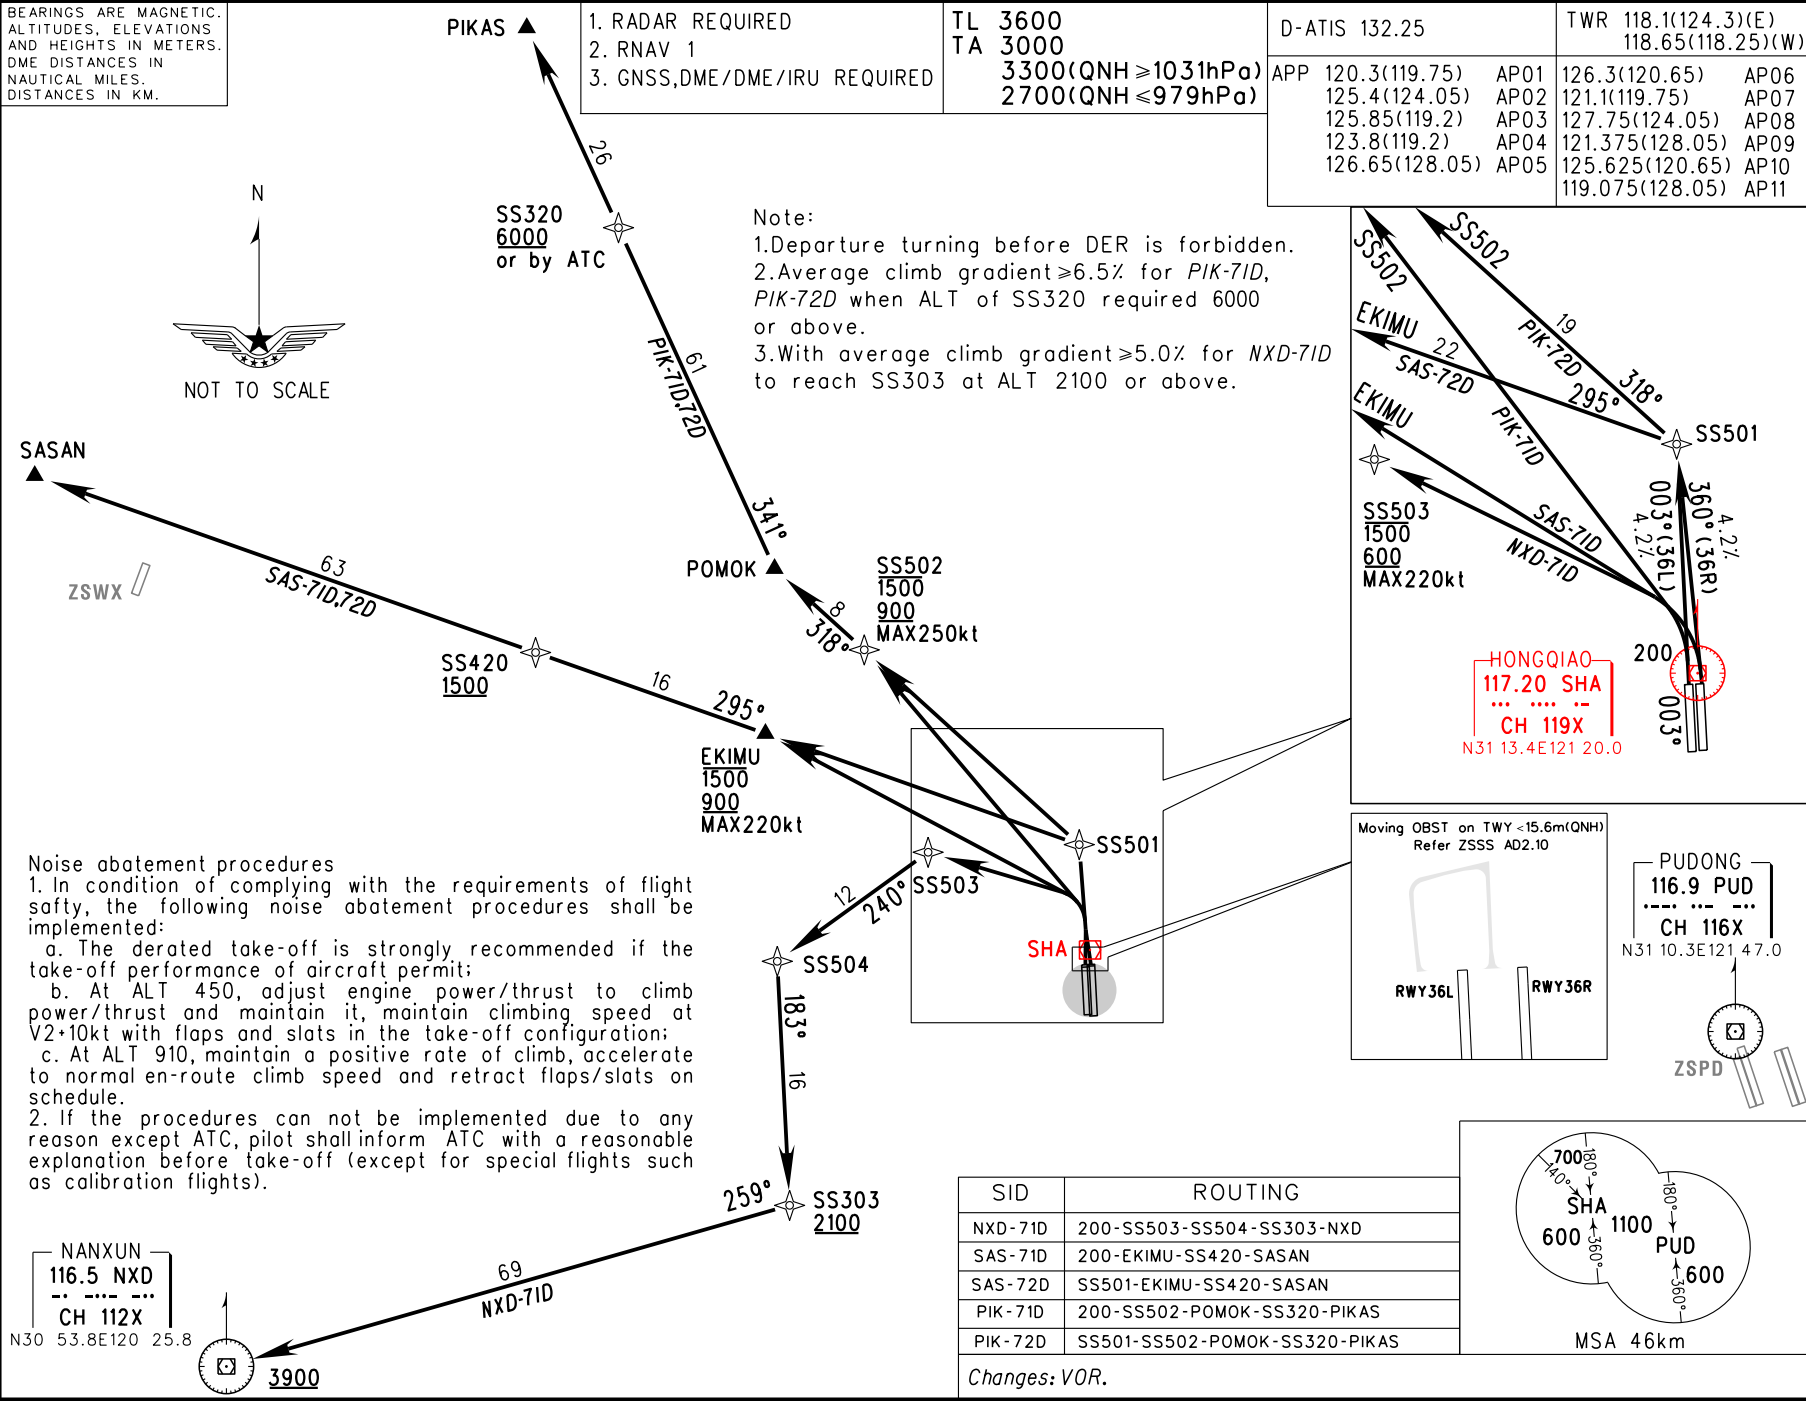 BEARINGS ARE MAGNETIC.
ALTITUDES, ELEVATIONS
AND HEIGHTS IN METERS.
DME DISTANCES IN
NAUTICAL MILES.
DISTANCES IN KM.
1. RADAR REQUIRED
2. RNAV 1
3. GNSS,DME/DME/IRU REQUIRED
TL 3600
TA 3000
3300(QNH ≥1031hPa)
2700(QNH ≤979hPa)
D-ATIS 132.25
TWR 118.1(124.3)(E)
118.65(118.25)(W)
APP 120.3(119.75) AP01
125.4(124.05) AP02
125.85(119.2) AP03
123.8(119.2) AP04
126.65(128.05) AP05
126.3(120.65) AP06
121.1(119.75) AP07
127.75(124.05) AP08
121.375(128.05) AP09
125.625(120.65) AP10
119.075(128.05) AP11
PIKAS
26
N
NOT TO SCALE
SS320
6000
or by ATC
61
PIK-71D,72D
341°
Note:
1.Departure turning before DER is forbidden.
2.Average climb gradient ≥6.5% for PIK-71D,
PIK-72D when ALT of SS320 required 6000
or above.
3.With average climb gradient ≥5.0% for NXD-71D
to reach SS303 at ALT 2100 or above.
SASAN
63
SAS-71D,72D
ZSWX
SS420
1500
16
295°
POMOK
8
318°
SS502
1500
900
MAX250kt
EKIMU
1500
900
MAX220kt
SS501
SS503
12
240°
SS504
183°
16
SHA
SS303
2100
259°
69
NXD-71D
3900
NANXUN
116.5 NXD
CH 112X
N30 53.8E120 25.8
SS502
SS502
19
PIK-72D
318°
EKIMU
22
SAS-72D
295°
EKIMU
PIK-71D
SS501
SS503
1500
600
MAX220kt
SAS-71D
NXD-71D
003°(36L)
4.2%
360°(36R)
4.2%
200
003°
HONGQIAO
117.20 SHA
CH 119X
N31 13.4E121 20.0
Moving OBST on TWY <15.6m(QNH)
Refer ZSSS AD2.10
RWY36L
RWY36R
PUDONG
116.9 PUD
CH 116X
N31 10.3E121 47.0
ZSPD
Noise abatement procedures
1. In condition of complying with the requirements of flight
safty, the following noise abatement procedures shall be
implemented:
a. The derated take-off is strongly recommended if the
take-off performance of aircraft permit;
b. At ALT 450, adjust engine power/thrust to climb
power/thrust and maintain it, maintain climbing speed at
V2+10kt with flaps and slats in the take-off configuration;
c. At ALT 910, maintain a positive rate of climb, accelerate
to normal en-route climb speed and retract flaps/slats on
schedule.
2. If the procedures can not be implemented due to any
reason except ATC, pilot shall inform ATC with a reasonable
explanation before take-off (except for special flights such
as calibration flights).
SID ROUTING
NXD-71D 200-SS503-SS504-SS303-NXD
SAS-71D 200-EKIMU-SS420-SASAN
SAS-72D SS501-EKIMU-SS420-SASAN
PIK-71D 200-SS502-POMOK-SS320-PIKAS
PIK-72D SS501-SS502-POMOK-SS320-PIKAS
Changes: VOR.
700
180°
140°
SHA
600
360°
1100
180°
PUD
600
360°
MSA 46km